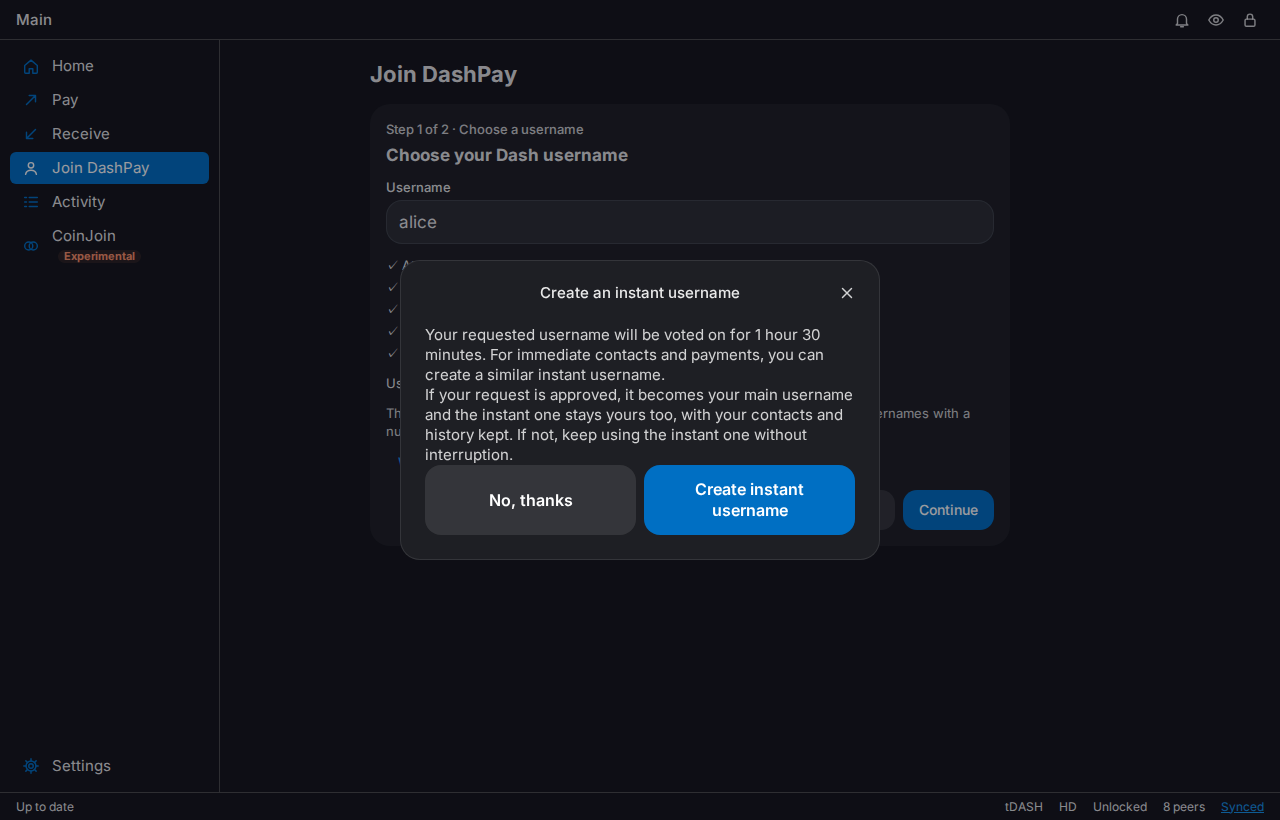 Main
Home
Pay
Receive
Join DashPay
Activity
CoinJoin
Experimental
Settings
Join DashPay
Step 1 of 2 · Choose a username
Choose your Dash username
Username
alice
✓
✓
✓
✓
✓
Create an instant username
Your requested username will be voted on for 1 hour 30
minutes. For immediate contacts and payments, you can
create a similar instant username.
If your request is approved, it becomes your main username
and the instant one stays yours too, with your contacts and
history kept. If not, keep using the instant one without
interruption.
No, thanks
Create instant
username
with a
Continue
Up to date
tDASH HD Unlocked 8 peers Synced